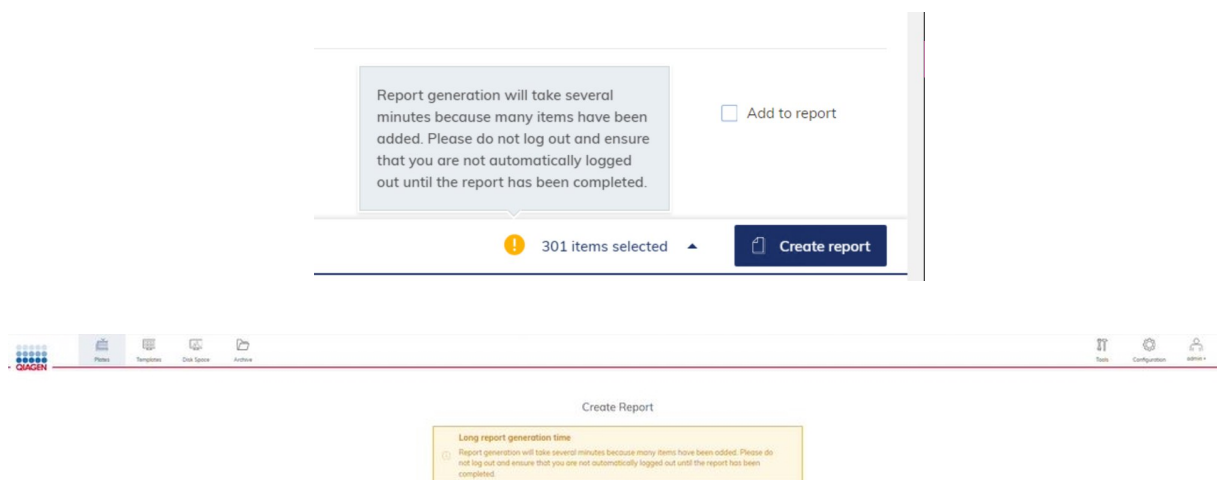 Report generation will take several
minutes because many items have been
added. Please do not log out and ensure
that you are not automatically logged
out until the report has been completed.
Add to report
301 items selected
Create report
QIAGEN
Plates
Templates
Disk Space
Archive
Tools
Configuration
admin
Create Report
Long report generation time
Report generation will take several minutes because many items have been added. Please do
not log out and ensure that you are not automatically logged out until the report has been
completed.